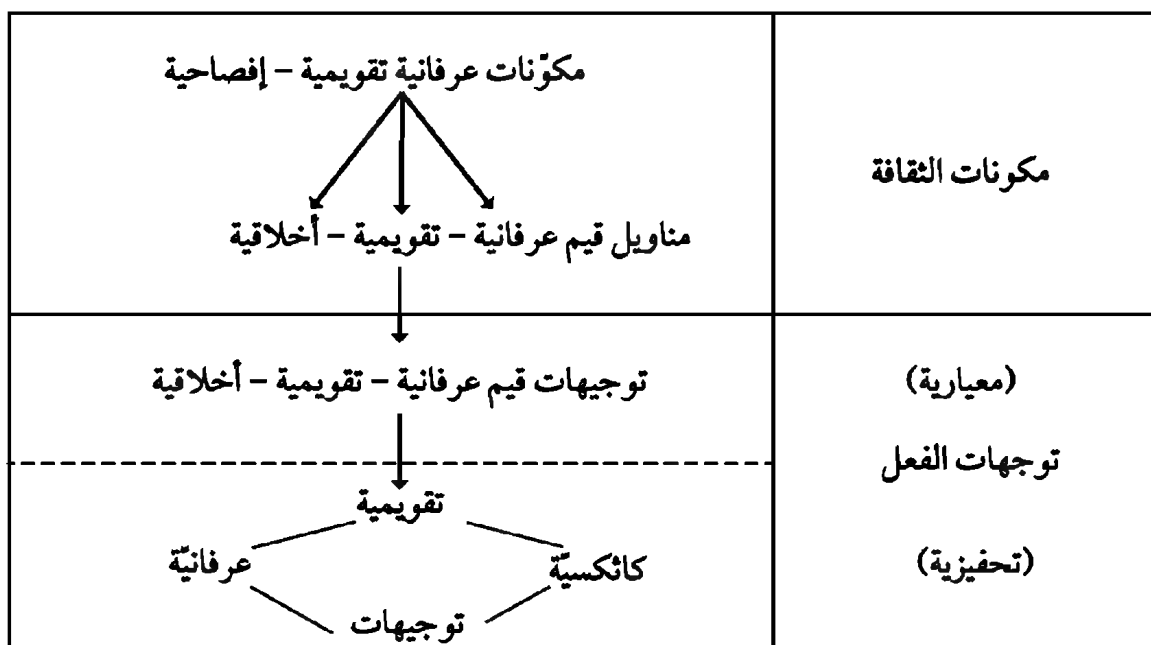 مكوّنات عرفانية تقويمية – إفصاحية
مكونات الثقافة
مناويل قيم عرفانية – تقويمية – أخلاقية
توجيهات قيم عرفانية – تقويمية – أخلاقية
(معيارية)
توجهات الفعل
تقويمية
كاثكسيّة
عرفانيّة
(تحفيزية)
توجيهات